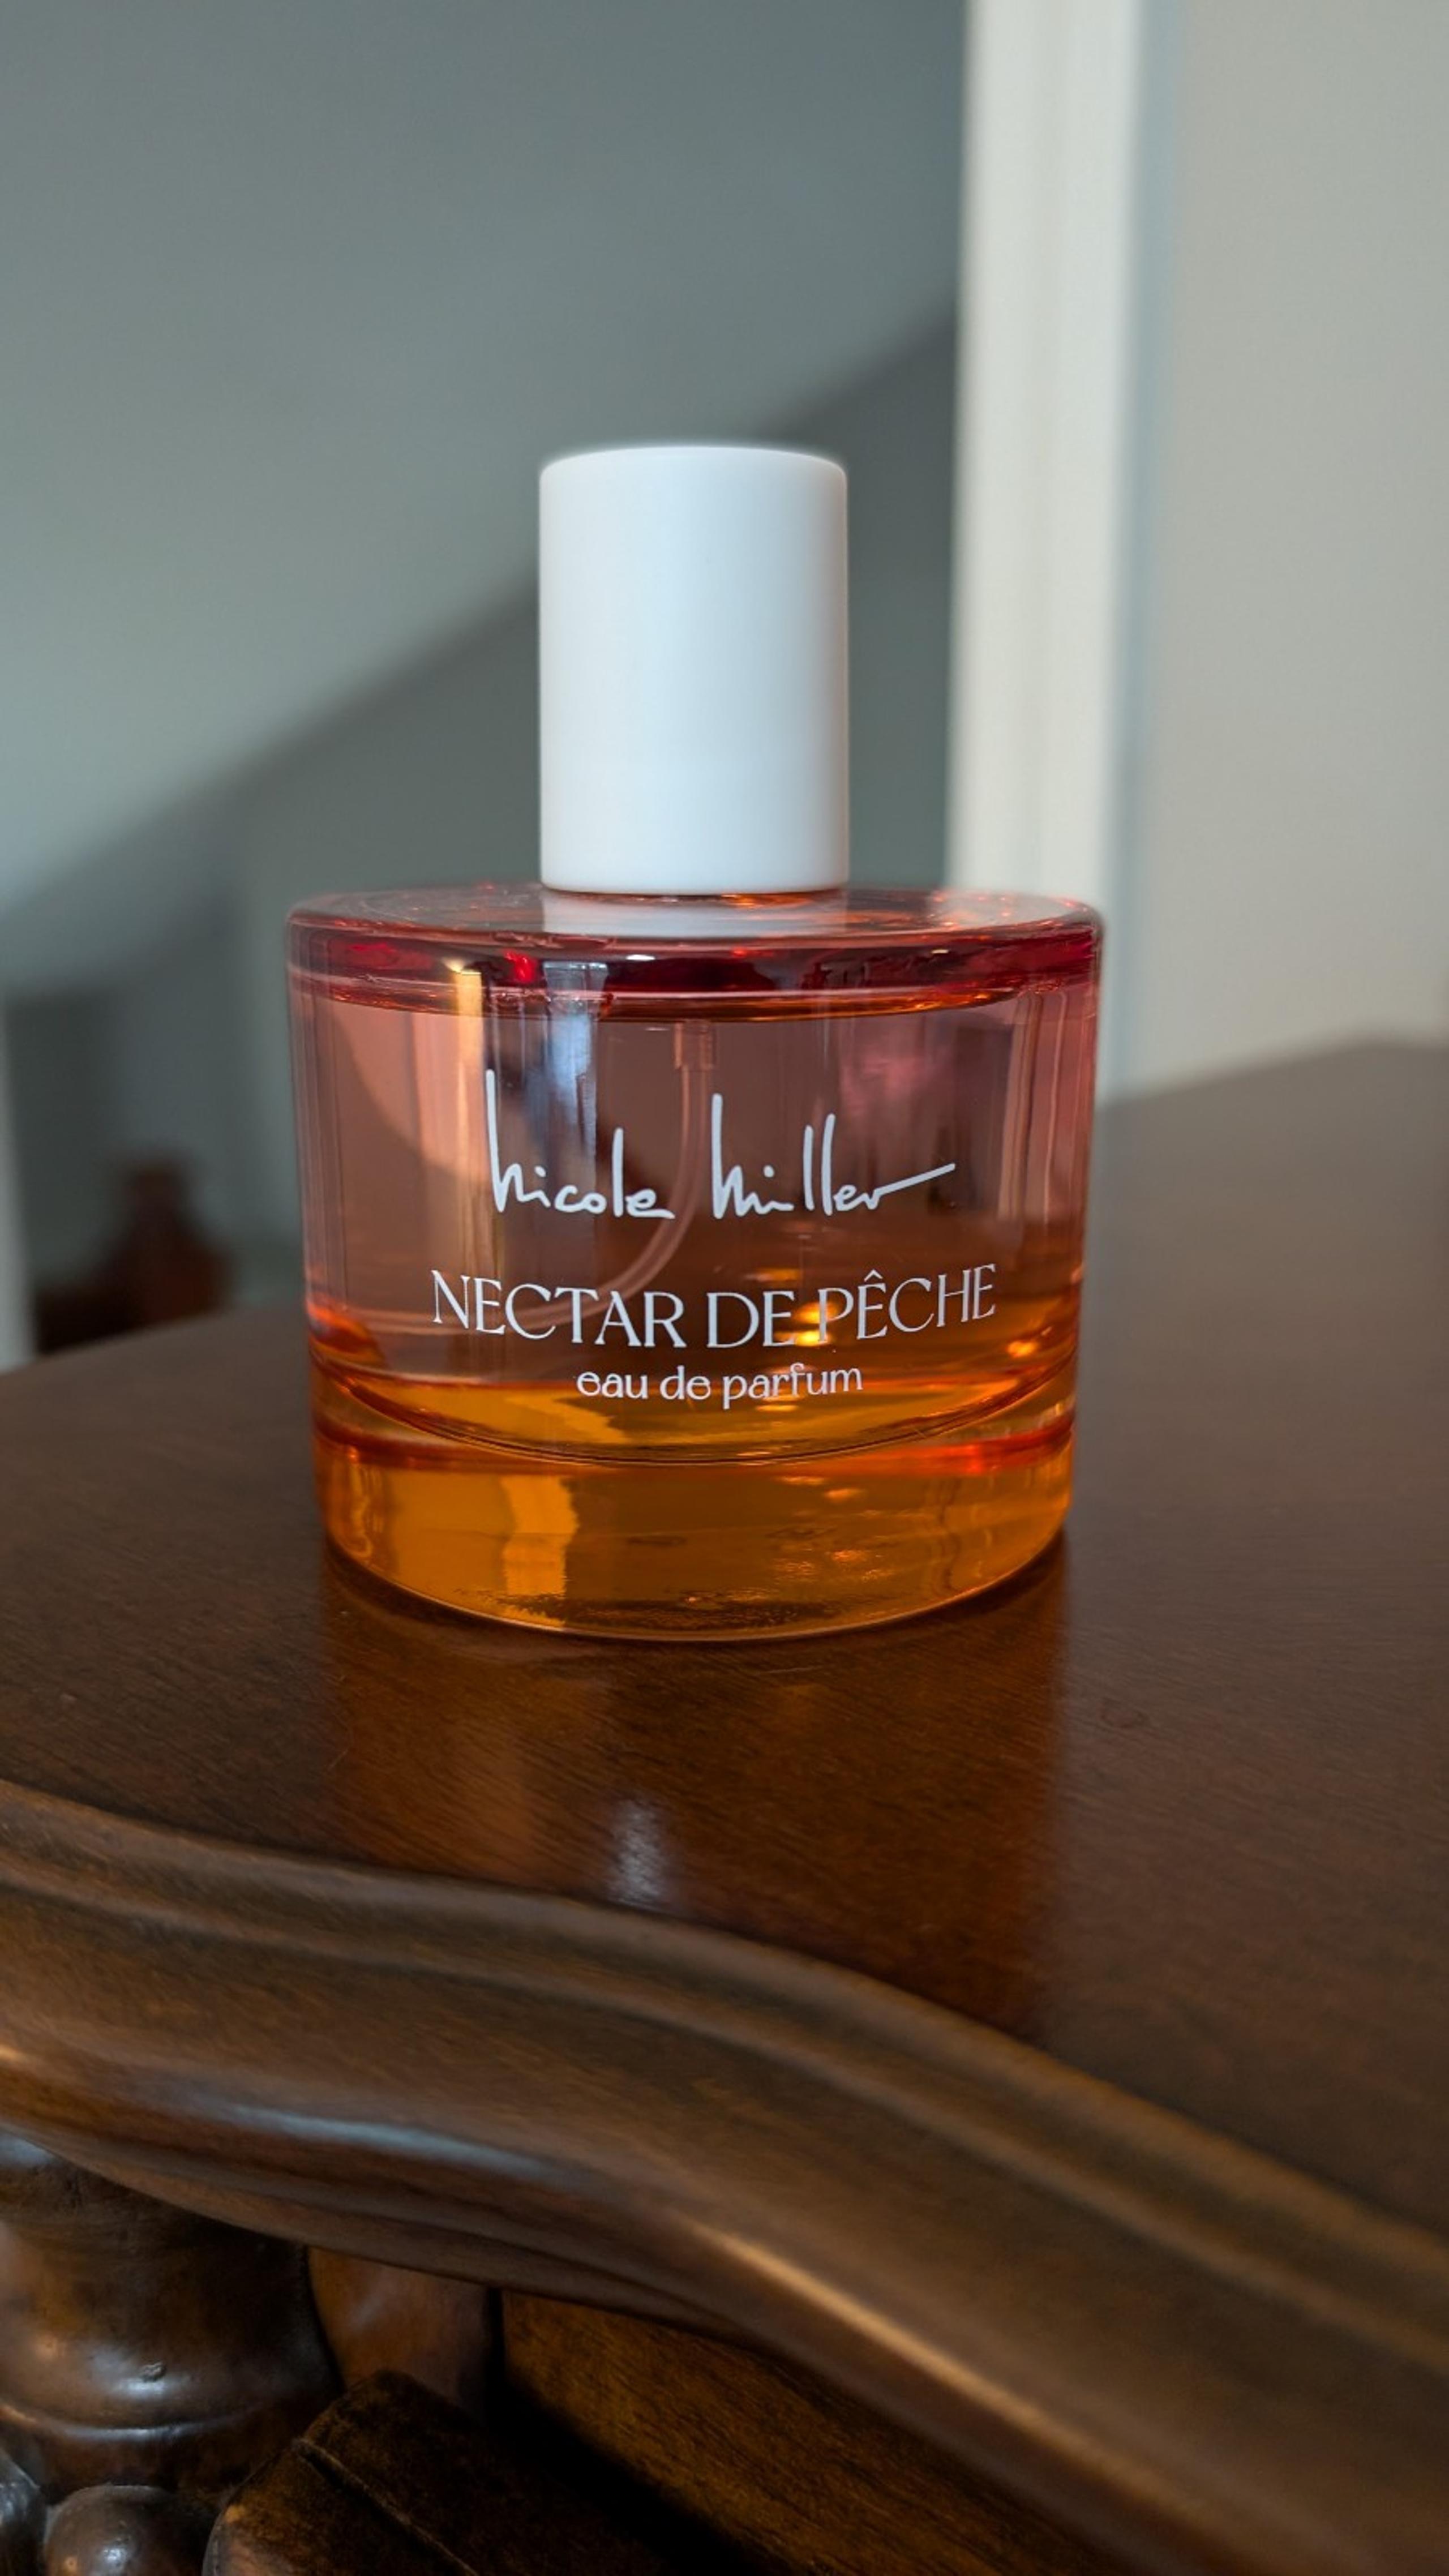 nicole miller
NECTAR DE PÊCHE
eau de parfum